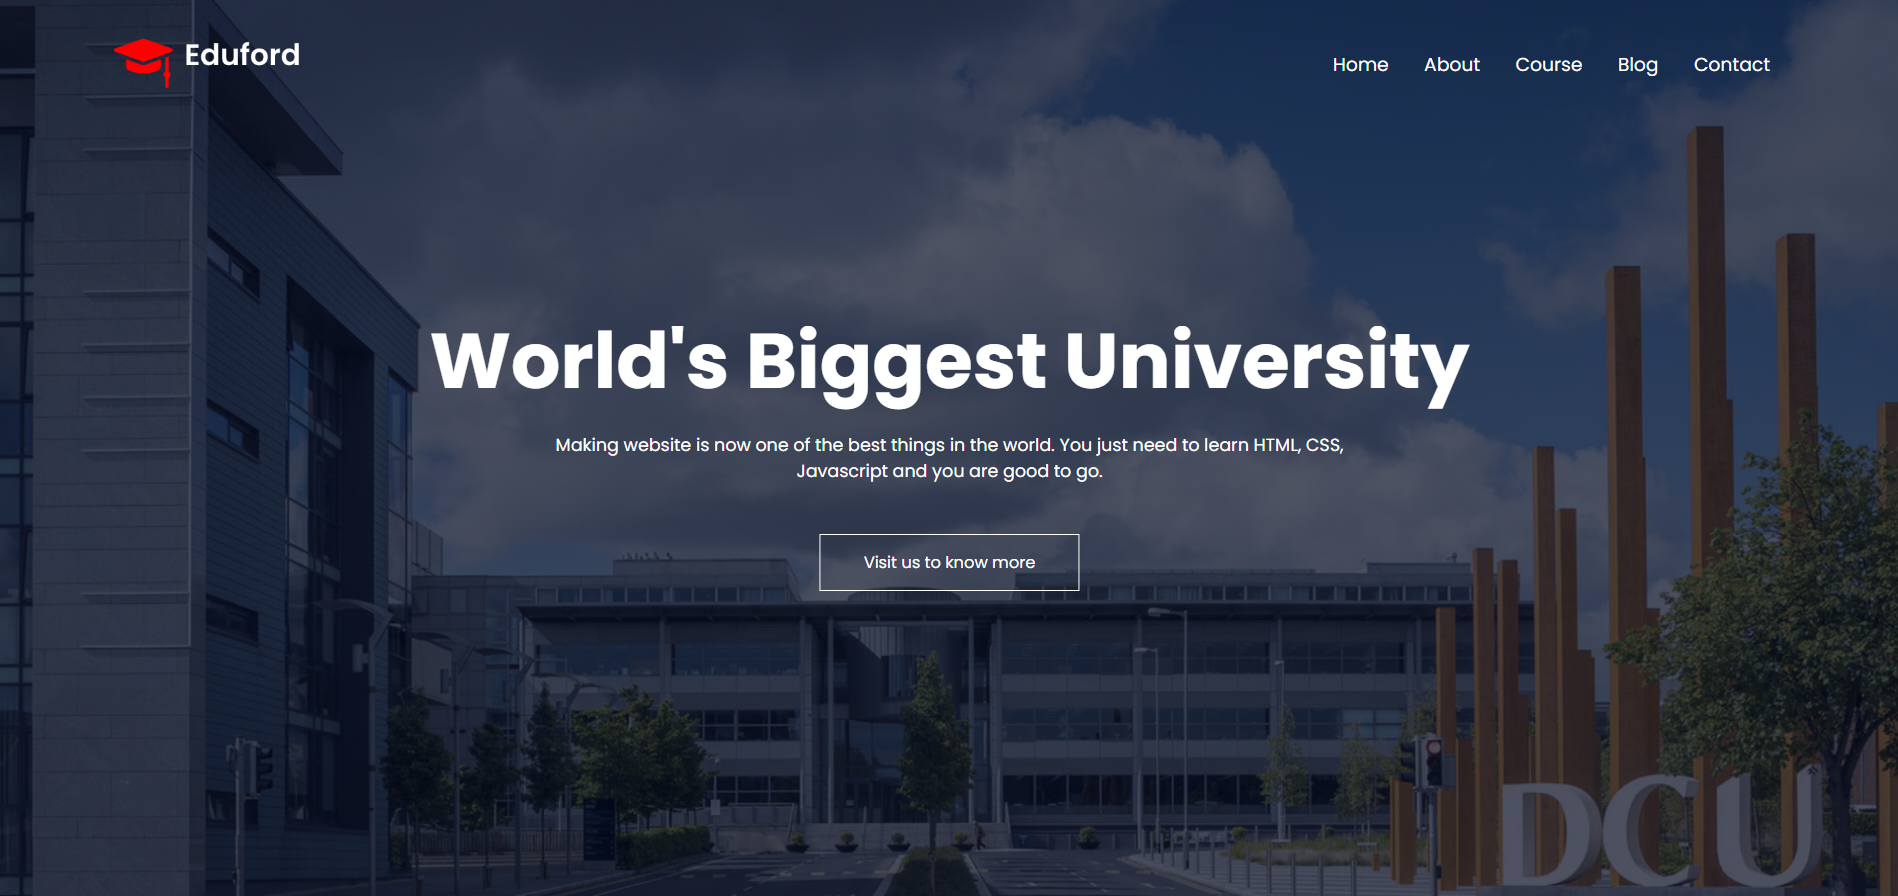 Eduford
Home
About
Course
Blog
Contact
World's Biggest University
Making website is now one of the best things in the world. You just need to learn HTML, CSS,
Javascript and you are good to go.
Visit us to know more
DCU